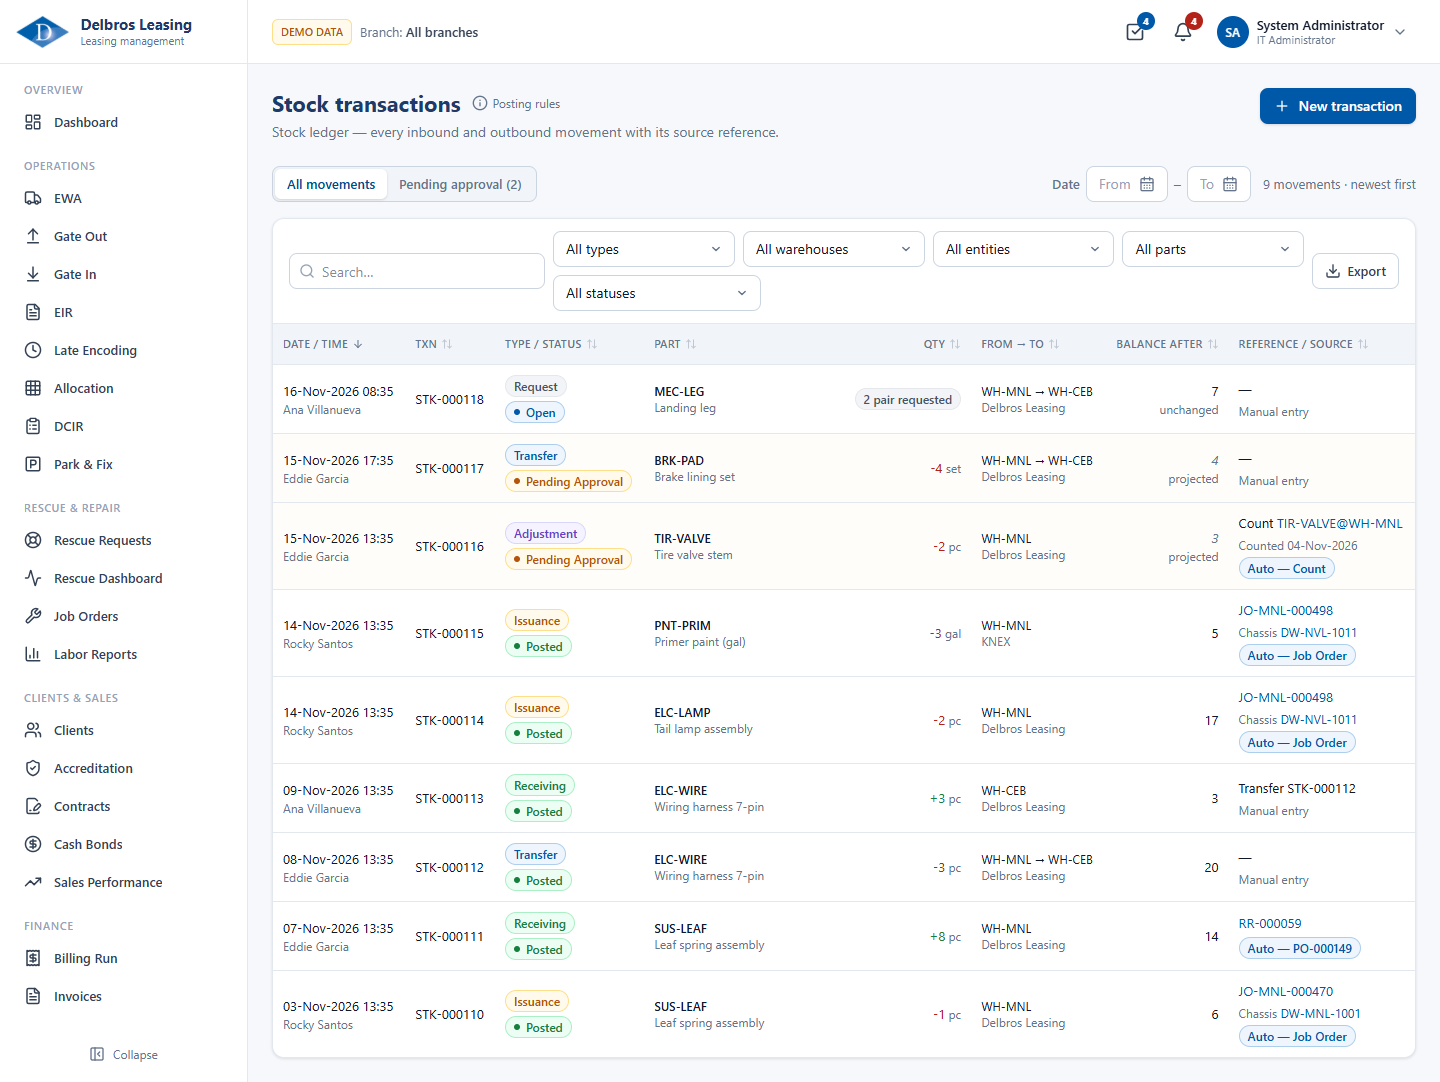 Delbros Leasing
Leasing management
DEMO DATA
Branch: All branches
4
4
SA
System Administrator
IT Administrator
OVERVIEW
Dashboard
OPERATIONS
EWA
Gate Out
Gate In
EIR
Late Encoding
Allocation
DCIR
Park & Fix
RESCUE & REPAIR
Rescue Requests
Rescue Dashboard
Job Orders
Labor Reports
CLIENTS & SALES
Clients
Accreditation
Contracts
Cash Bonds
Sales Performance
FINANCE
Billing Run
Invoices
Collapse
Stock transactions
Posting rules
New transaction
Stock ledger — every inbound and outbound movement with its source reference.
All movements
Pending approval (2)
Date
From
–
To
9 movements · newest first
Search...
All types
All warehouses
All entities
All parts
All statuses
Export
DATE / TIME
TXN
TYPE / STATUS
PART
QTY
FROM → TO
BALANCE AFTER
REFERENCE / SOURCE
16-Nov-2026 08:35
Ana Villanueva
STK-000118
Request
Open
MEC-LEG
Landing leg
2 pair requested
WH-MNL → WH-CEB
Delbros Leasing
7
unchanged
—
Manual entry
15-Nov-2026 17:35
Eddie Garcia
STK-000117
Transfer
Pending Approval
BRK-PAD
Brake lining set
-4 set
WH-MNL → WH-CEB
Delbros Leasing
4
projected
—
Manual entry
15-Nov-2026 13:35
Eddie Garcia
STK-000116
Adjustment
Pending Approval
TIR-VALVE
Tire valve stem
-2 pc
WH-MNL
Delbros Leasing
3
projected
Count TIR-VALVE@WH-MNL
Counted 04-Nov-2026
Auto — Count
14-Nov-2026 13:35
Rocky Santos
STK-000115
Issuance
Posted
PNT-PRIM
Primer paint (gal)
-3 gal
WH-MNL
KNEX
5
JO-MNL-000498
Chassis DW-NVL-1011
Auto — Job Order
14-Nov-2026 13:35
Rocky Santos
STK-000114
Issuance
Posted
ELC-LAMP
Tail lamp assembly
-2 pc
WH-MNL
Delbros Leasing
17
JO-MNL-000498
Chassis DW-NVL-1011
Auto — Job Order
09-Nov-2026 13:35
Ana Villanueva
STK-000113
Receiving
Posted
ELC-WIRE
Wiring harness 7-pin
+3 pc
WH-CEB
Delbros Leasing
3
Transfer STK-000112
Manual entry
08-Nov-2026 13:35
Eddie Garcia
STK-000112
Transfer
Posted
ELC-WIRE
Wiring harness 7-pin
-3 pc
WH-MNL → WH-CEB
Delbros Leasing
20
—
Manual entry
07-Nov-2026 13:35
Eddie Garcia
STK-000111
Receiving
Posted
SUS-LEAF
Leaf spring assembly
+8 pc
WH-MNL
Delbros Leasing
14
RR-000059
Auto — PO-000149
03-Nov-2026 13:35
Rocky Santos
STK-000110
Issuance
Posted
SUS-LEAF
Leaf spring assembly
-1 pc
WH-MNL
Delbros Leasing
6
JO-MNL-000470
Chassis DW-MNL-1001
Auto — Job Order